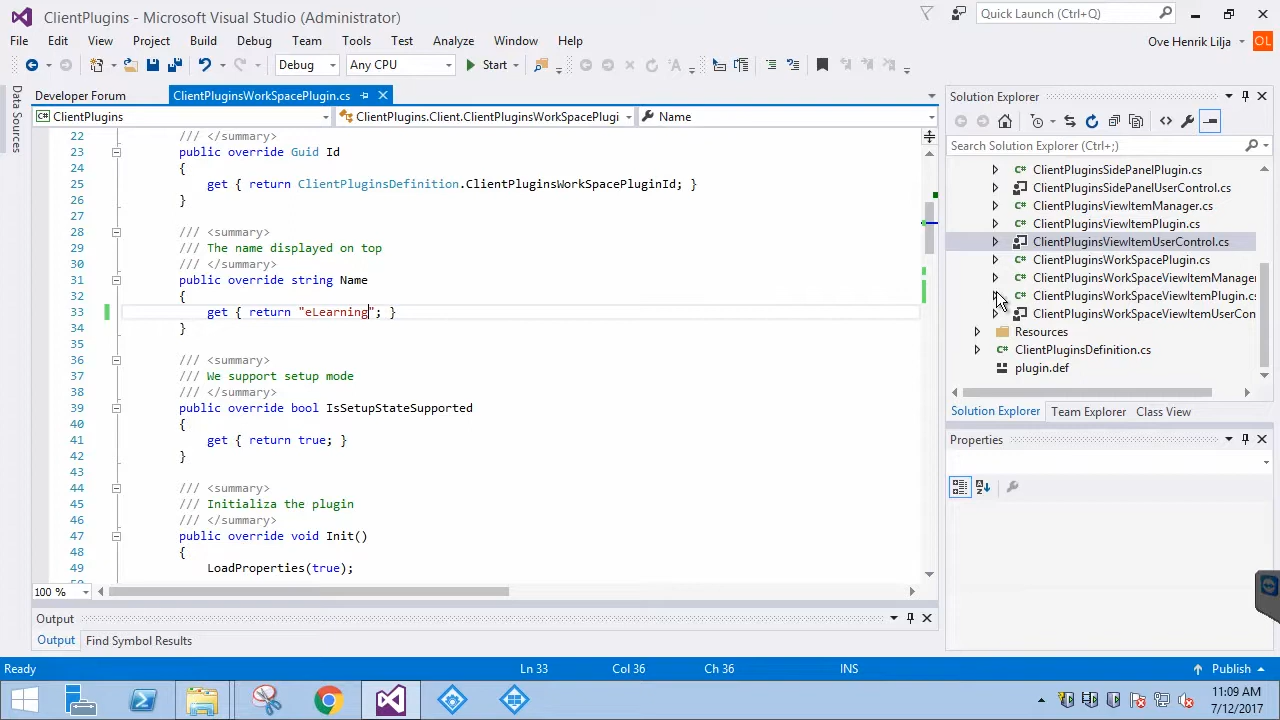 ClientPlugins - Microsoft Visual Studio (Administrator)
Quick Launch (Ctrl+Q)
File Edit View Project Build Debug Team Tools Test Analyze Window Help
Ove Henrik Lilja
OL
Debug Any CPU Start
Data Sources
Developer Forum ClientPluginsWorkSpacePlugin.cs
ClientPlugins ClientPlugins.Client.ClientPluginsWorkSpacePlugi Name
22 /// </summary>
23 public override Guid Id
24 {
25 get { return ClientPluginsDefinition.ClientPluginsWorkSpacePluginId; }
26 }
27
28 /// <summary>
29 /// The name displayed on top
30 /// </summary>
31 public override string Name
32 {
33 get { return "eLearning"; }
34 }
35
36 /// <summary>
37 /// We support setup mode
38 /// </summary>
39 public override bool IsSetupStateSupported
40 {
41 get { return true; }
42 }
43
44 /// <summary>
45 /// Initializa the plugin
46 /// </summary>
47 public override void Init()
48 {
49 LoadProperties(true);
100 %
Output
Output Find Symbol Results
Solution Explorer
Search Solution Explorer (Ctrl+;)
ClientPluginsSidePanelPlugin.cs
ClientPluginsSidePanelUserControl.cs
ClientPluginsViewItemManager.cs
ClientPluginsViewItemPlugin.cs
ClientPluginsViewItemUserControl.cs
ClientPluginsWorkSpacePlugin.cs
ClientPluginsWorkSpaceViewItemManager
ClientPluginsWorkSpaceViewItemPlugin.cs
ClientPluginsWorkSpaceViewItemUserCon
Resources
ClientPluginsDefinition.cs
plugin.def
Solution Explorer Team Explorer Class View
Properties
Ready Ln 33 Col 36 Ch 36 INS Publish
11:09 AM
7/12/2017